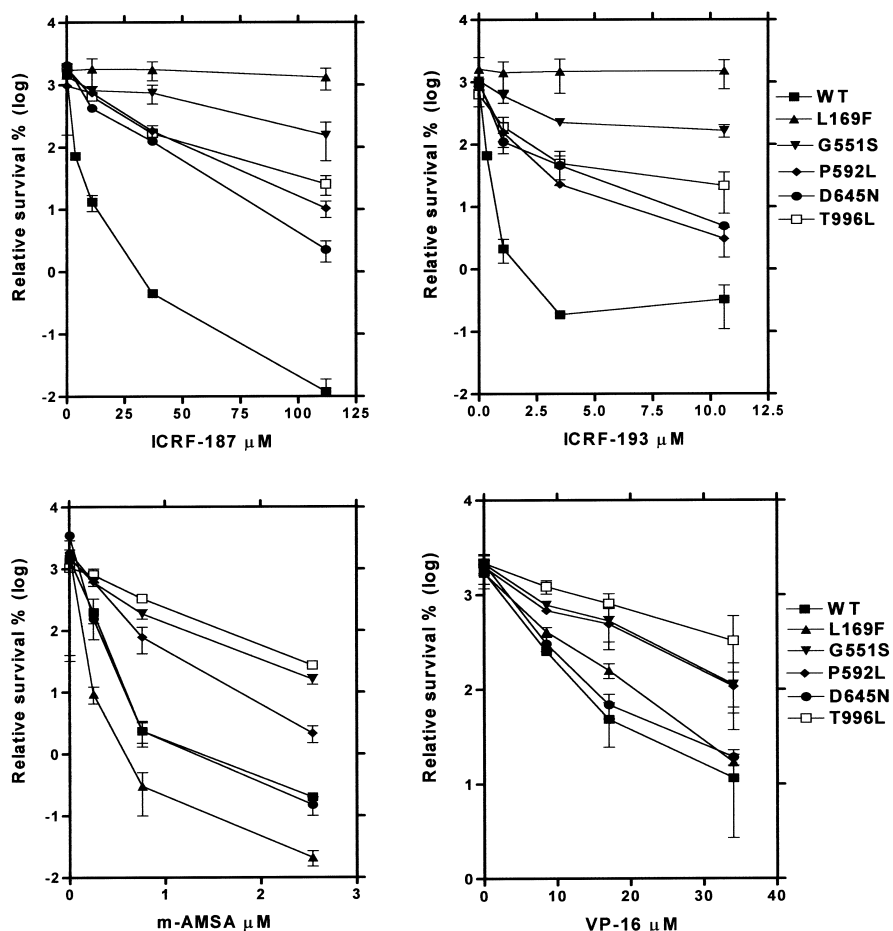 Relative survival % (log)
4
3
2
1
0
-1
-2
0
25
50
75
100
125
ICRF-187 μM
Relative survival % (log)
4
3
2
1
0
-1
-2
0.0
2.5
5.0
7.5
10.0
12.5
ICRF-193 μM
WT
L169F
G551S
P592L
D645N
T996L
Relative survival % (log)
4
3
2
1
0
-1
-2
0
1
2
3
m-AMSA μM
Relative survival % (log)
4
3
2
1
0
0
10
20
30
40
VP-16 μM
WT
L169F
G551S
P592L
D645N
T996L